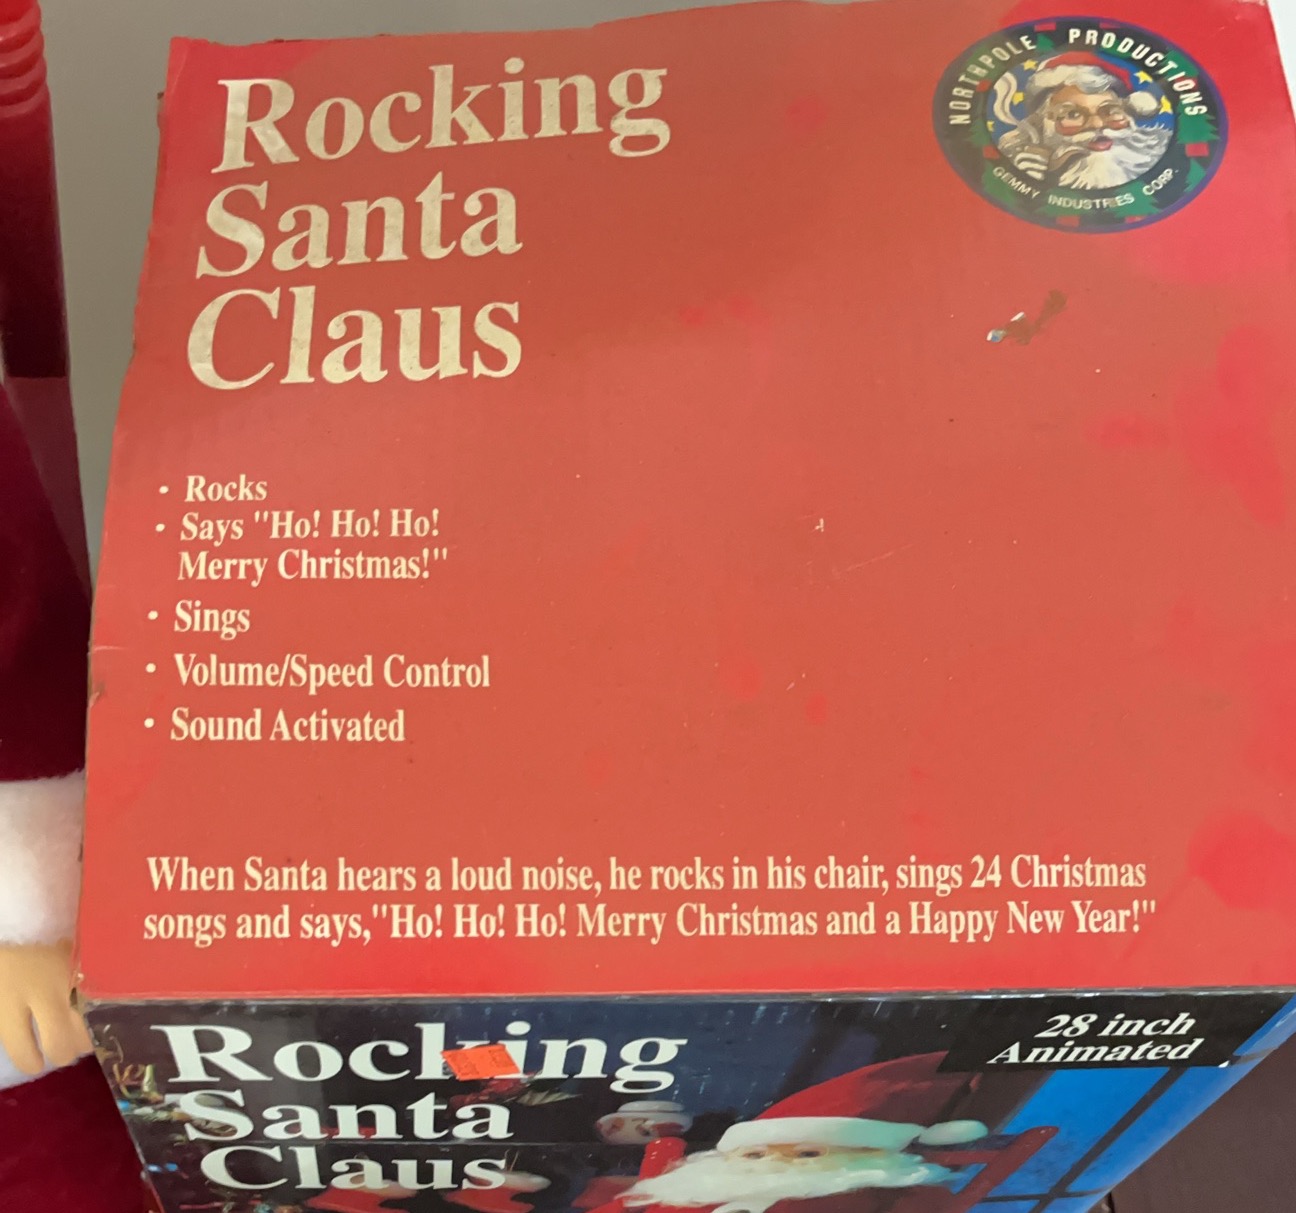 Rocking
Santa
Claus
NORTHPOLE PRODUCTIONS
GEMMY INDUSTRIES CORP.
• Rocks
• Says "Ho! Ho! Ho!
Merry Christmas!"
• Sings
• Volume/Speed Control
• Sound Activated
When Santa hears a loud noise, he rocks in his chair, sings 24 Christmas
songs and says,"Ho! Ho! Ho! Merry Christmas and a Happy New Year!"
Rocking
Santa
Claus
28 inch
Animated